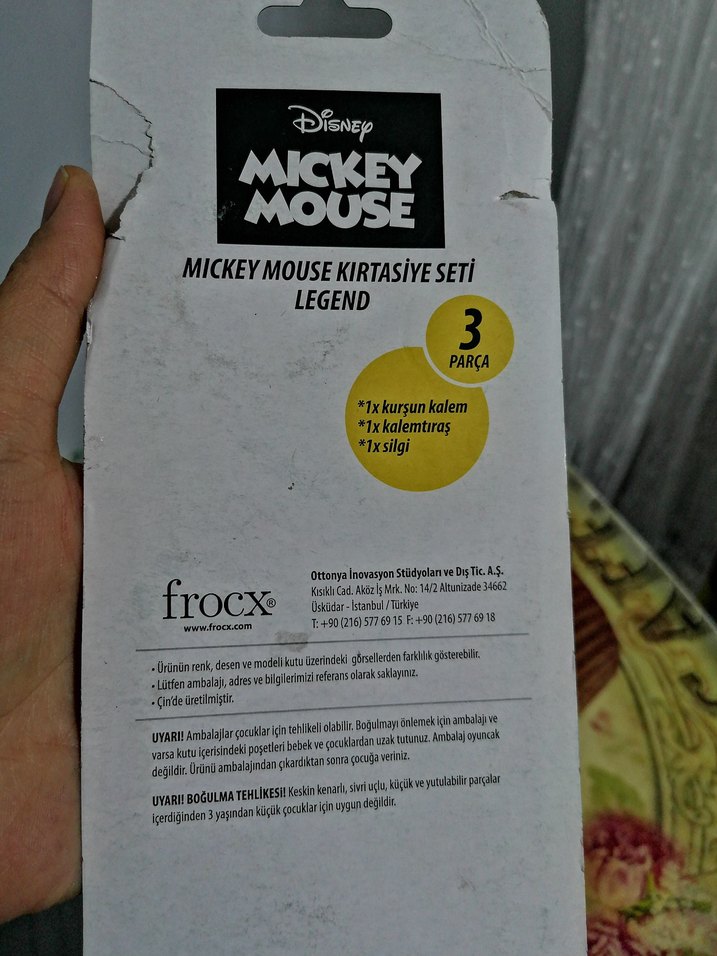 Disney
MICKEY
MOUSE
MICKEY MOUSE KIRTASİYE SETİ
LEGEND
3
PARÇA
*1x kurşun kalem
*1x kalemtıraş
*1x silgi
frocx®
www.frocx.com
Ottonya İnovasyon Stüdyoları ve Dış Tic. A.Ş.
Kısıklı Cad. Aköz İş Mrk. No: 14/2 Altunizade 34662
Üsküdar - İstanbul / Türkiye
T: +90 (216) 577 69 15 F: +90 (216) 577 69 18
• Ürünün renk, desen ve modeli kutu üzerindeki görsellerden farklılık gösterebilir.
• Lütfen ambalajı, adres ve bilgilerimizi referans olarak saklayınız.
• Çin'de üretilmiştir.
UYARI! Ambalajlar çocuklar için tehlikeli olabilir. Boğulmayı önlemek için ambalajı ve
varsa kutu içerisindeki poşetleri bebek ve çocuklardan uzak tutunuz. Ambalaj oyuncak
değildir. Ürünü ambalajından çıkardıktan sonra çocuğa veriniz.
UYARI! BOĞULMA TEHLİKESİ! Keskin kenarlı, sivri uçlu, küçük ve yutulabilir parçalar
içerdiğinden 3 yaşından küçük çocuklar için uygun değildir.